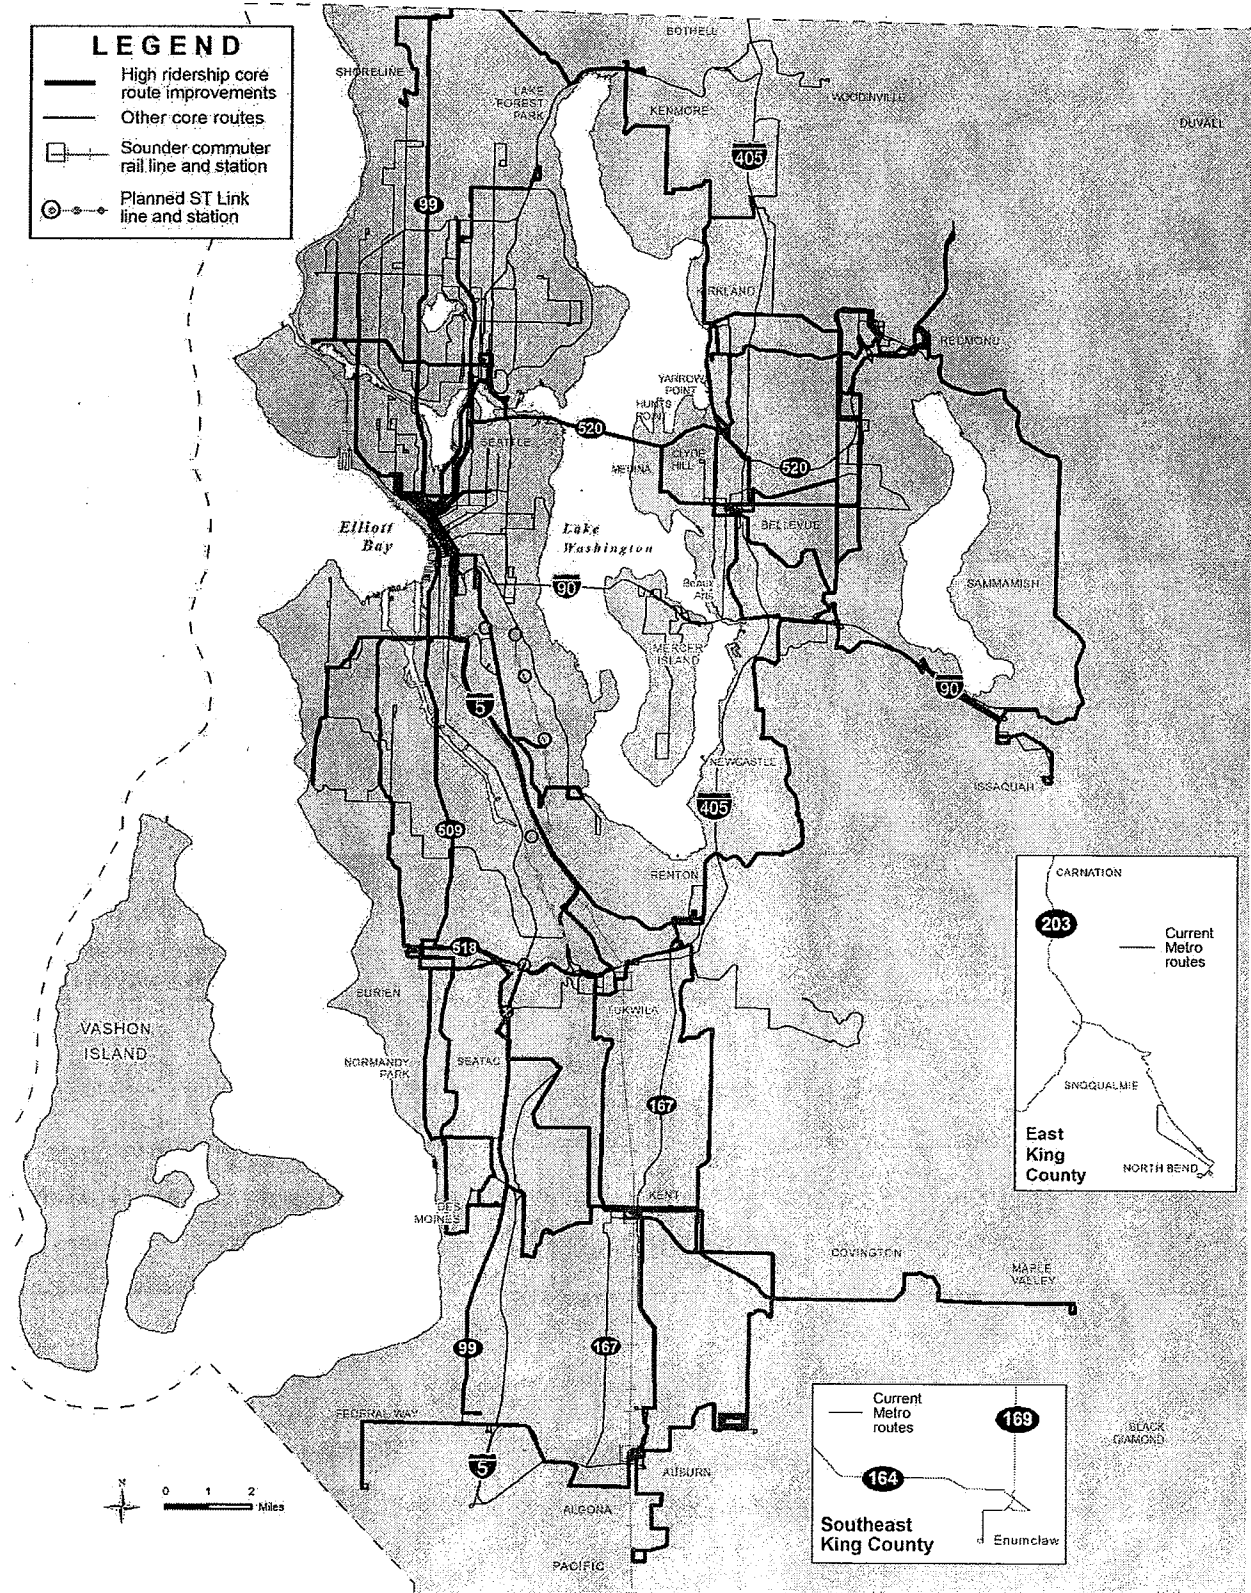 LEGEND
High ridership core
route improvements
Other core routes
Sounder commuter
rail line and station
Planned ST Link
line and station
BOTHELL
SHORELINE
LAKE
FOREST
PARK
KENMORE
WOODINVILLE
DUVALL
405
99
KIRKLAND
REDMOND
YARROW
POINT
HUNTS
POINT
520
SEATTLE
CLYDE
HILL
MEDINA
520
Elliott
Bay
Lake
Washington
BELLEVUE
90
Beaux
Arts
SAMMAMISH
MERCER
ISLAND
90
5
NEWCASTLE
ISSAQUAH
405
509
RENTON
CARNATION
203
Current
Metro
routes
518
BURIEN
TUKWILA
VASHON
ISLAND
NORMANDY
PARK
SEATAC
SNOQUALMIE
167
East
King
County
NORTH BEND
KENT
DES
MOINES
COVINGTON
MAPLE
VALLEY
99
167
FEDERAL WAY
Current
Metro
routes
169
BLACK
DIAMOND
5
AUBURN
164
N
0 1 2
Miles
ALGONA
Southeast
King County
Enumclaw
PACIFIC